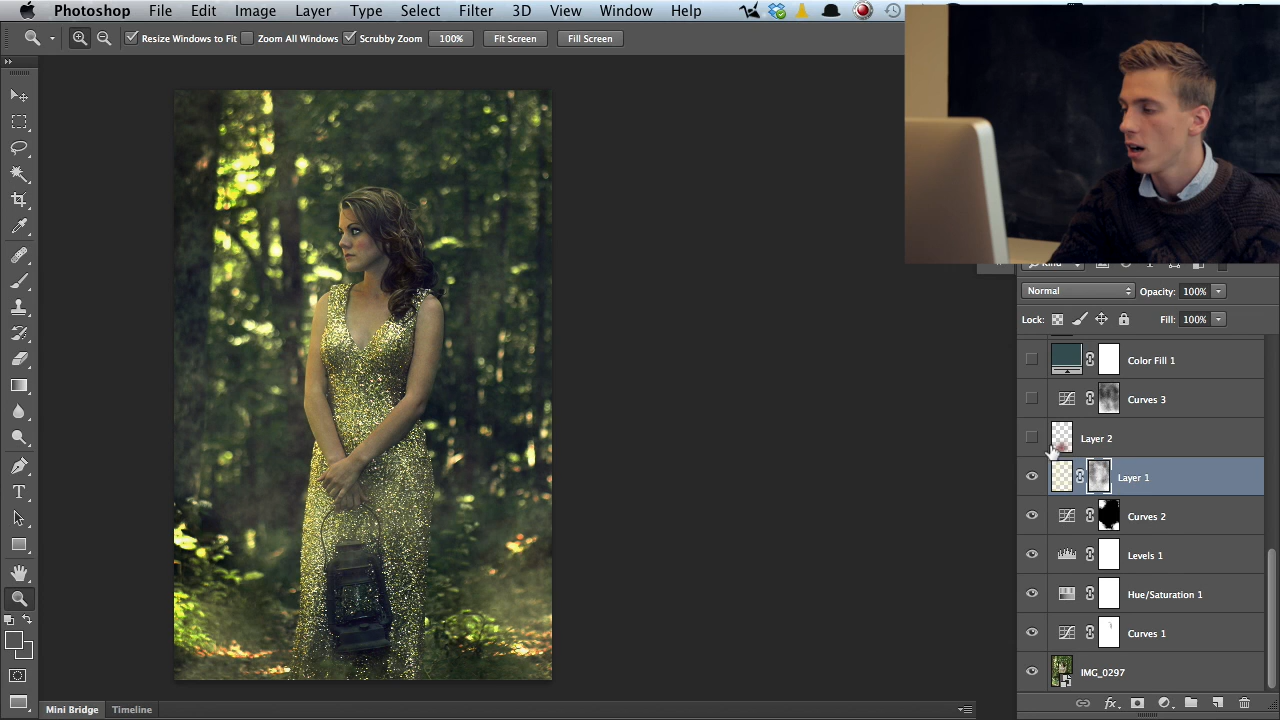 Photoshop File Edit Image Layer Type Select Filter 3D View Window Help
Resize Windows to Fit Zoom All Windows Scrubby Zoom 100% Fit Screen Fill Screen
Normal Opacity: 100%
Lock: Fill: 100%
Color Fill 1
Curves 3
Layer 2
Layer 1
Curves 2
Levels 1
Hue/Saturation 1
Curves 1
IMG_0297
Mini Bridge Timeline